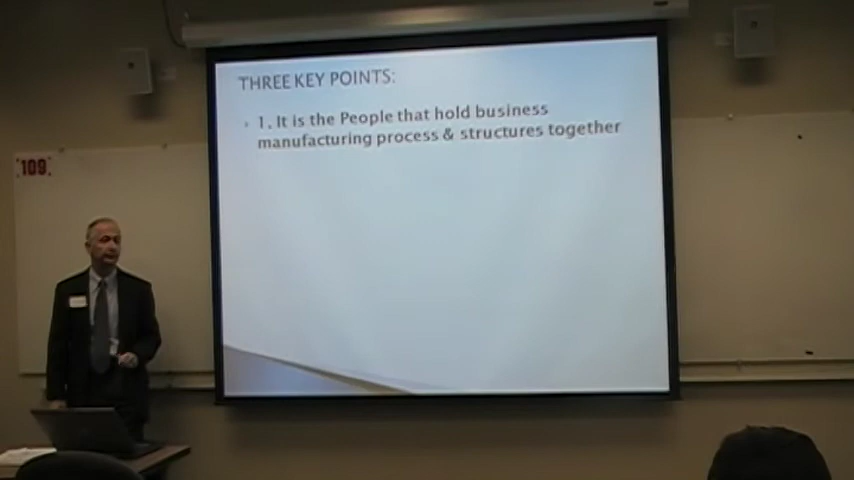 THREE KEY POINTS:
1. It is the People that hold business
manufacturing process & structures together
109